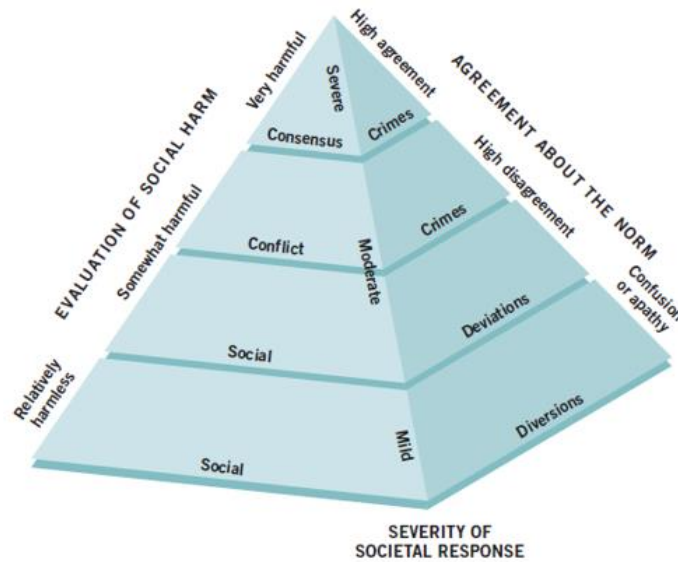 EVALUATION OF SOCIAL HARM
Very harmful
Somewhat harmful
Relatively
harmless
High agreement
High disagreement
Confusion
or apathy
AGREEMENT ABOUT THE NORM
Severe
Consensus Crimes
Moderate
Conflict Crimes
Social Deviations
Mild
Social Diversions
SEVERITY OF
SOCIETAL RESPONSE